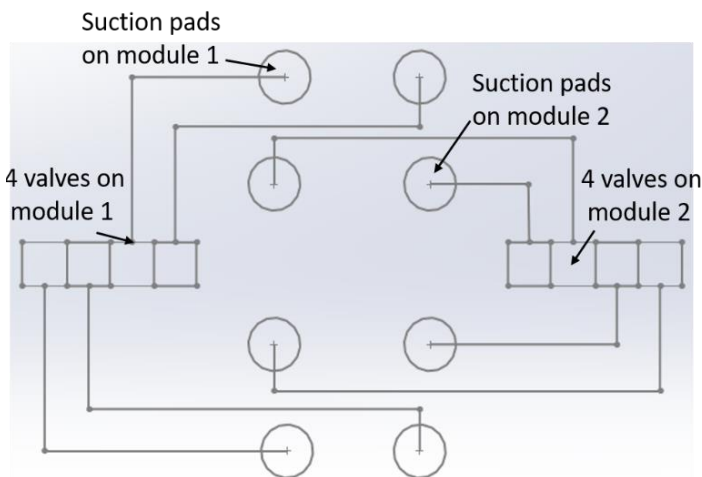 Suction pads
on module 1
Suction pads
on module 2
4 valves on
module 1
4 valves on
module 2